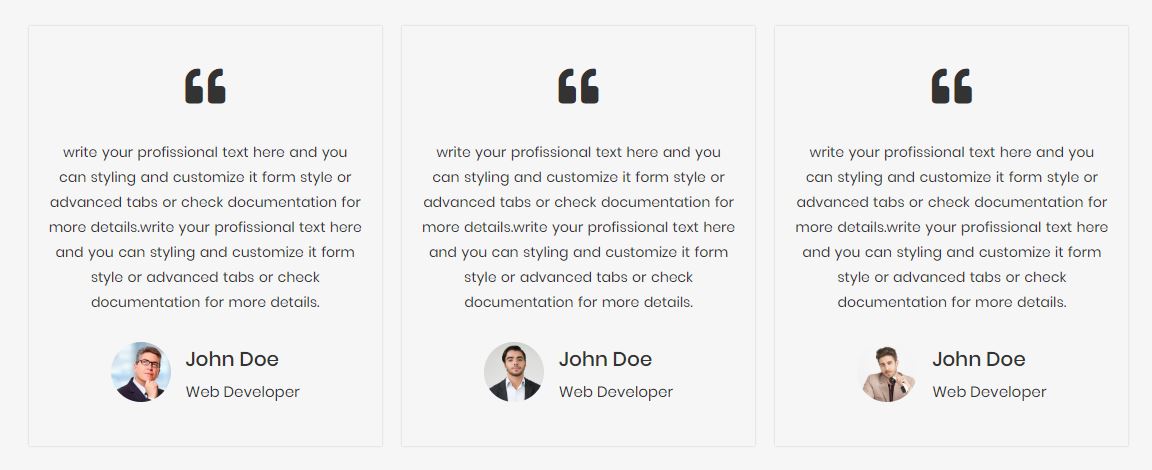 “
write your profissional text here and you
can styling and customize it form style or
advanced tabs or check documentation for
more details.write your profissional text here
and you can styling and customize it form
style or advanced tabs or check
documentation for more details.
John Doe
Web Developer
“
write your profissional text here and you
can styling and customize it form style or
advanced tabs or check documentation for
more details.write your profissional text here
and you can styling and customize it form
style or advanced tabs or check
documentation for more details.
John Doe
Web Developer
“
write your profissional text here and you
can styling and customize it form style or
advanced tabs or check documentation for
more details.write your profissional text here
and you can styling and customize it form
style or advanced tabs or check
documentation for more details.
John Doe
Web Developer